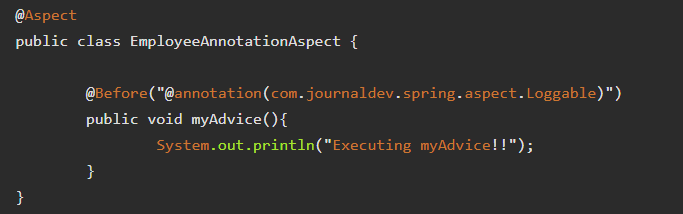 @Aspect
public class EmployeeAnnotationAspect {
@Before("@annotation(com.journaldev.spring.aspect.Loggable)")
public void myAdvice(){
System.out.println("Executing myAdvice!!");
}
}